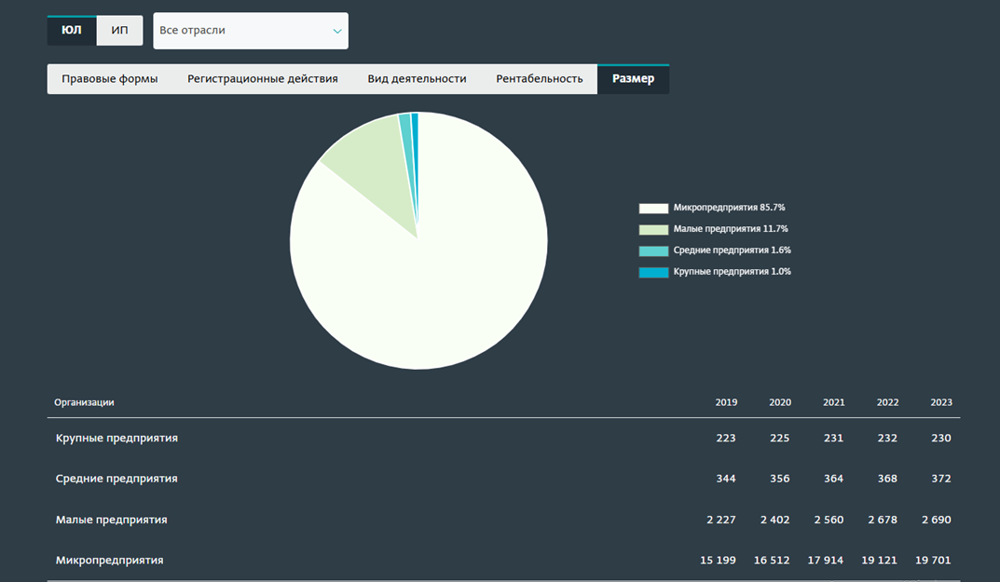 ЮЛ ИП Все отрасли
Правовые формы Регистрационные действия Вид деятельности Рентабельность Размер
Микропредприятия 85.7%
Малые предприятия 11.7%
Средние предприятия 1.6%
Крупные предприятия 1.0%
Организации 2019 2020 2021 2022 2023
Крупные предприятия 223 225 231 232 230
Средние предприятия 344 356 364 368 372
Малые предприятия 2 227 2 402 2 560 2 678 2 690
Микропредприятия 15 199 16 512 17 914 19 121 19 701